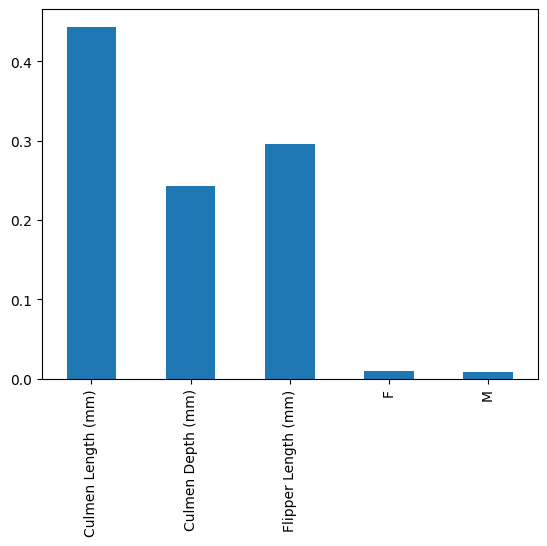 0.4
0.3
0.2
0.1
0.0
Culmen Length (mm)
Culmen Depth (mm)
Flipper Length (mm)
F
M